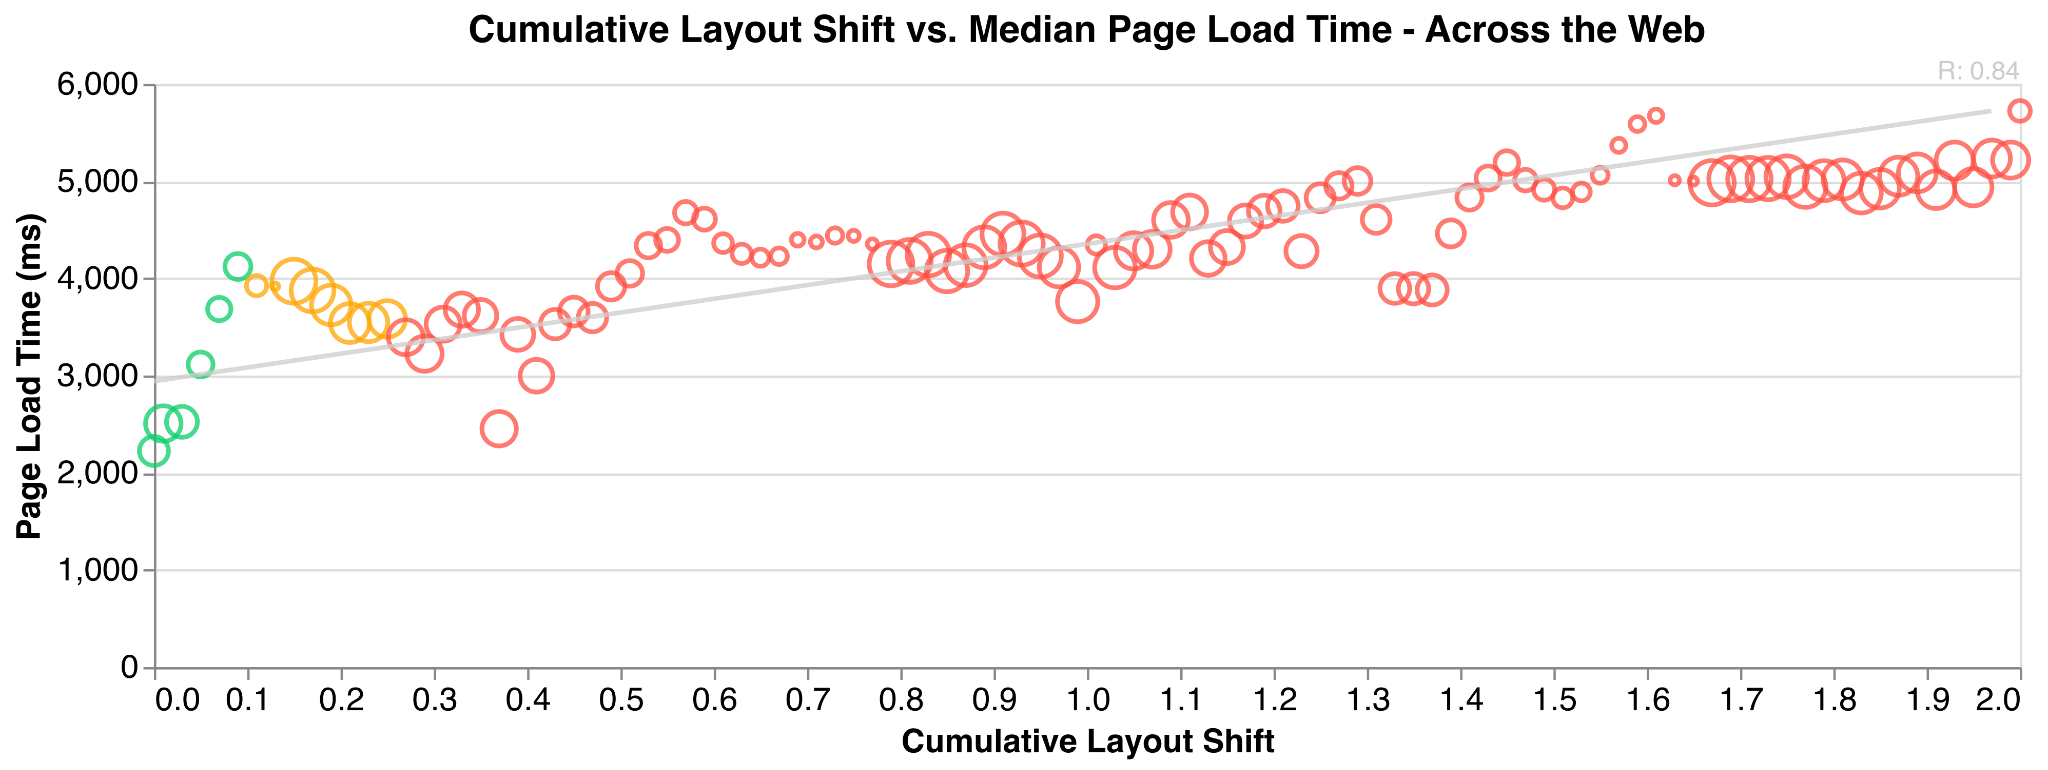 Cumulative Layout Shift vs. Median Page Load Time - Across the Web
R: 0.84
Page Load Time (ms)
6,000
5,000
4,000
3,000
2,000
1,000
0
0.0 0.1 0.2 0.3 0.4 0.5 0.6 0.7 0.8 0.9 1.0 1.1 1.2 1.3 1.4 1.5 1.6 1.7 1.8 1.9 2.0
Cumulative Layout Shift